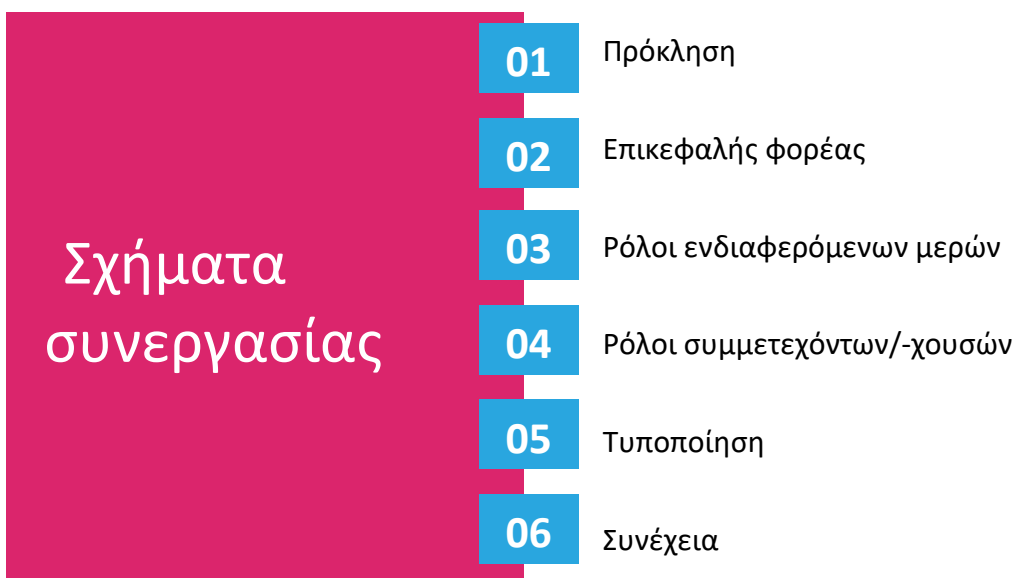 Σχήματα
συνεργασίας
01 Πρόκληση
02 Επικεφαλής φορέας
03 Ρόλοι ενδιαφερόμενων μερών
04 Ρόλοι συμμετεχόντων/-χουσών
05 Τυποποίηση
06 Συνέχεια